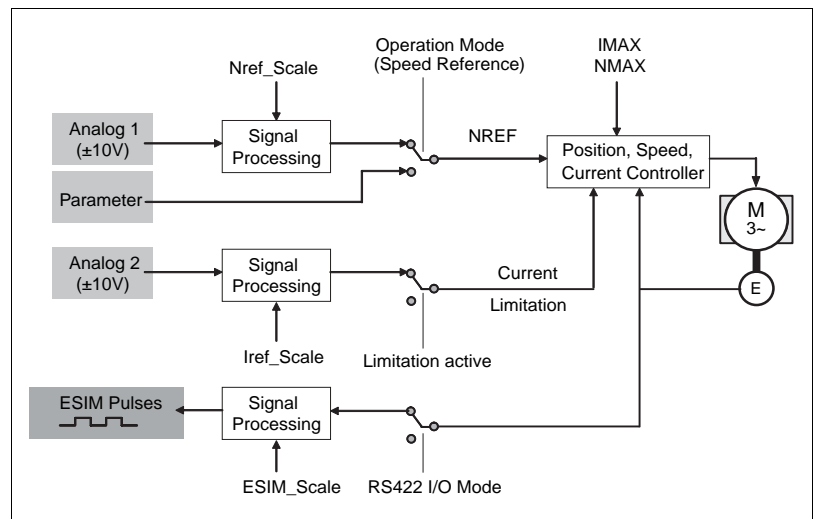 Operation Mode
(Speed Reference)
IMAX
NMAX
Nref_Scale
Analog 1
(±10V)
Signal
Processing
NREF
Position, Speed,
Current Controller
Parameter
M
3~
Analog 2
(±10V)
Signal
Processing
Current
Limitation
E
Iref_Scale
Limitation active
ESIM Pulses
Signal
Processing
ESIM_Scale
RS422 I/O Mode